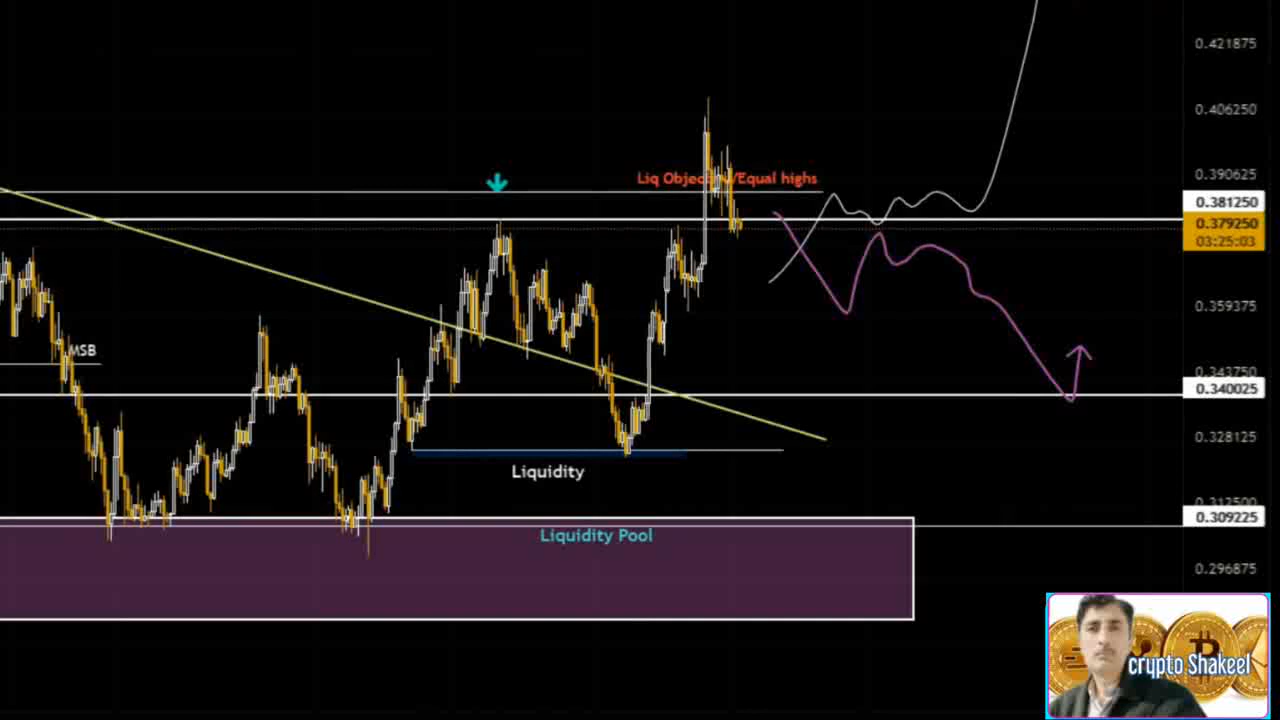 0.421875
0.406250
Liq Objec /Equal highs
0.390625
0.381250
0.379250
03:25:03
0.359375
MSB
0.343750
0.340025
0.328125
Liquidity
0.312500
0.309225
Liquidity Pool
0.296875
crypto Shakeel